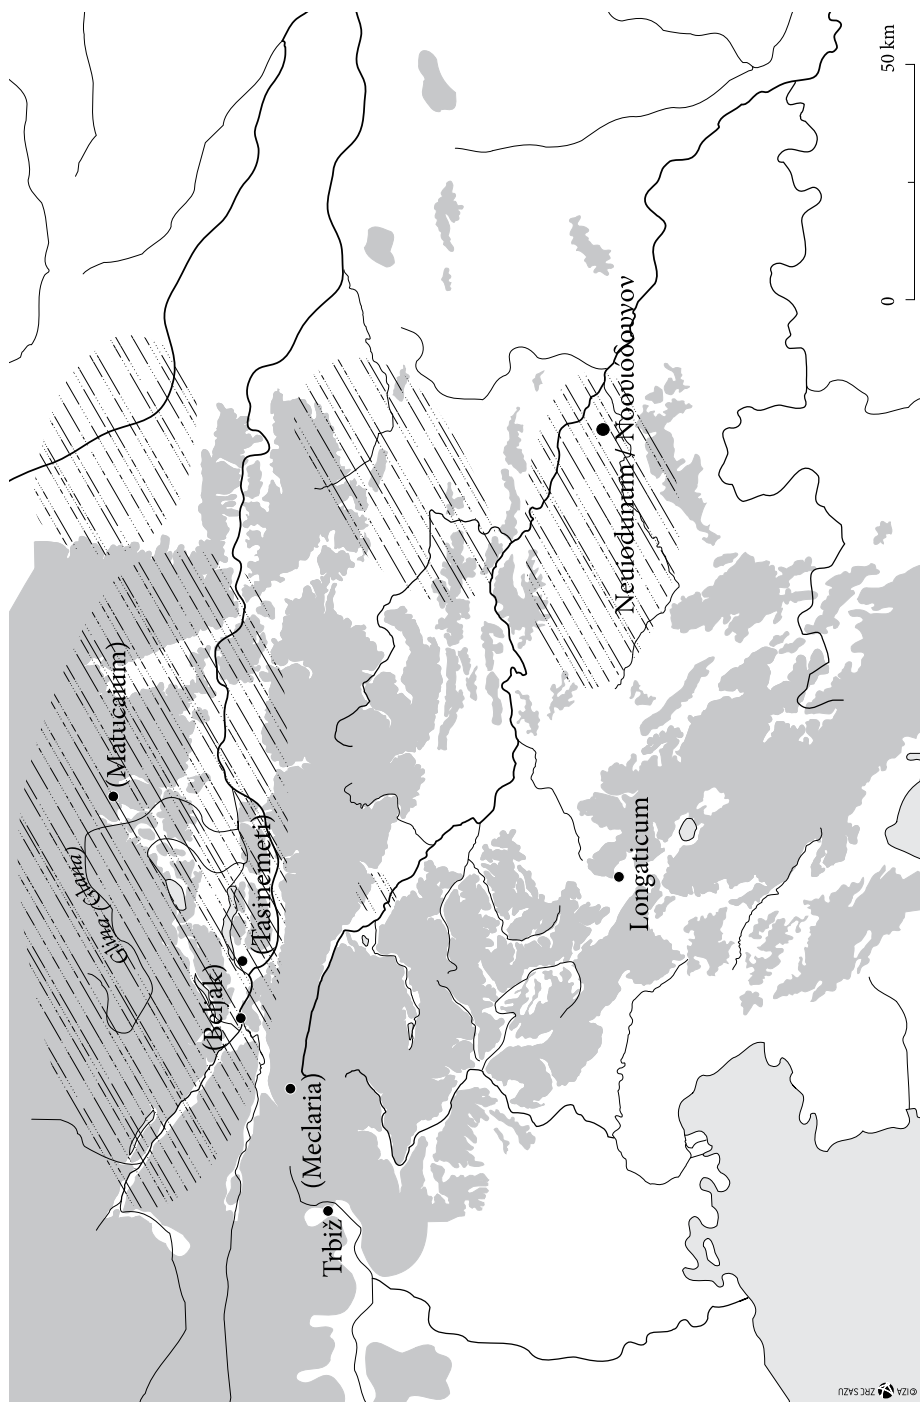 (Matucaium)
Glina (Glana)
(Beljak)
(Tasinemeti)
(Meclaria)
Trbiž
Longaticum
Neuiodunum / Νοουιοδουνον
0
50 km
©IZA
ZRC SAZU